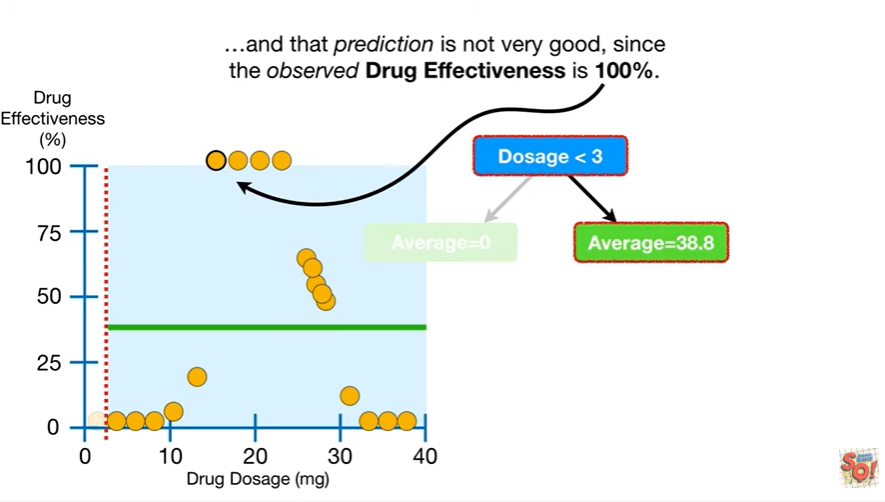 …and that prediction is not very good, since
the observed Drug Effectiveness is 100%.
Drug
Effectiveness
(%)
100
75
50
25
0
0
10
20
30
40
Drug Dosage (mg)
Dosage < 3
Average=0
Average=38.8
SQ!